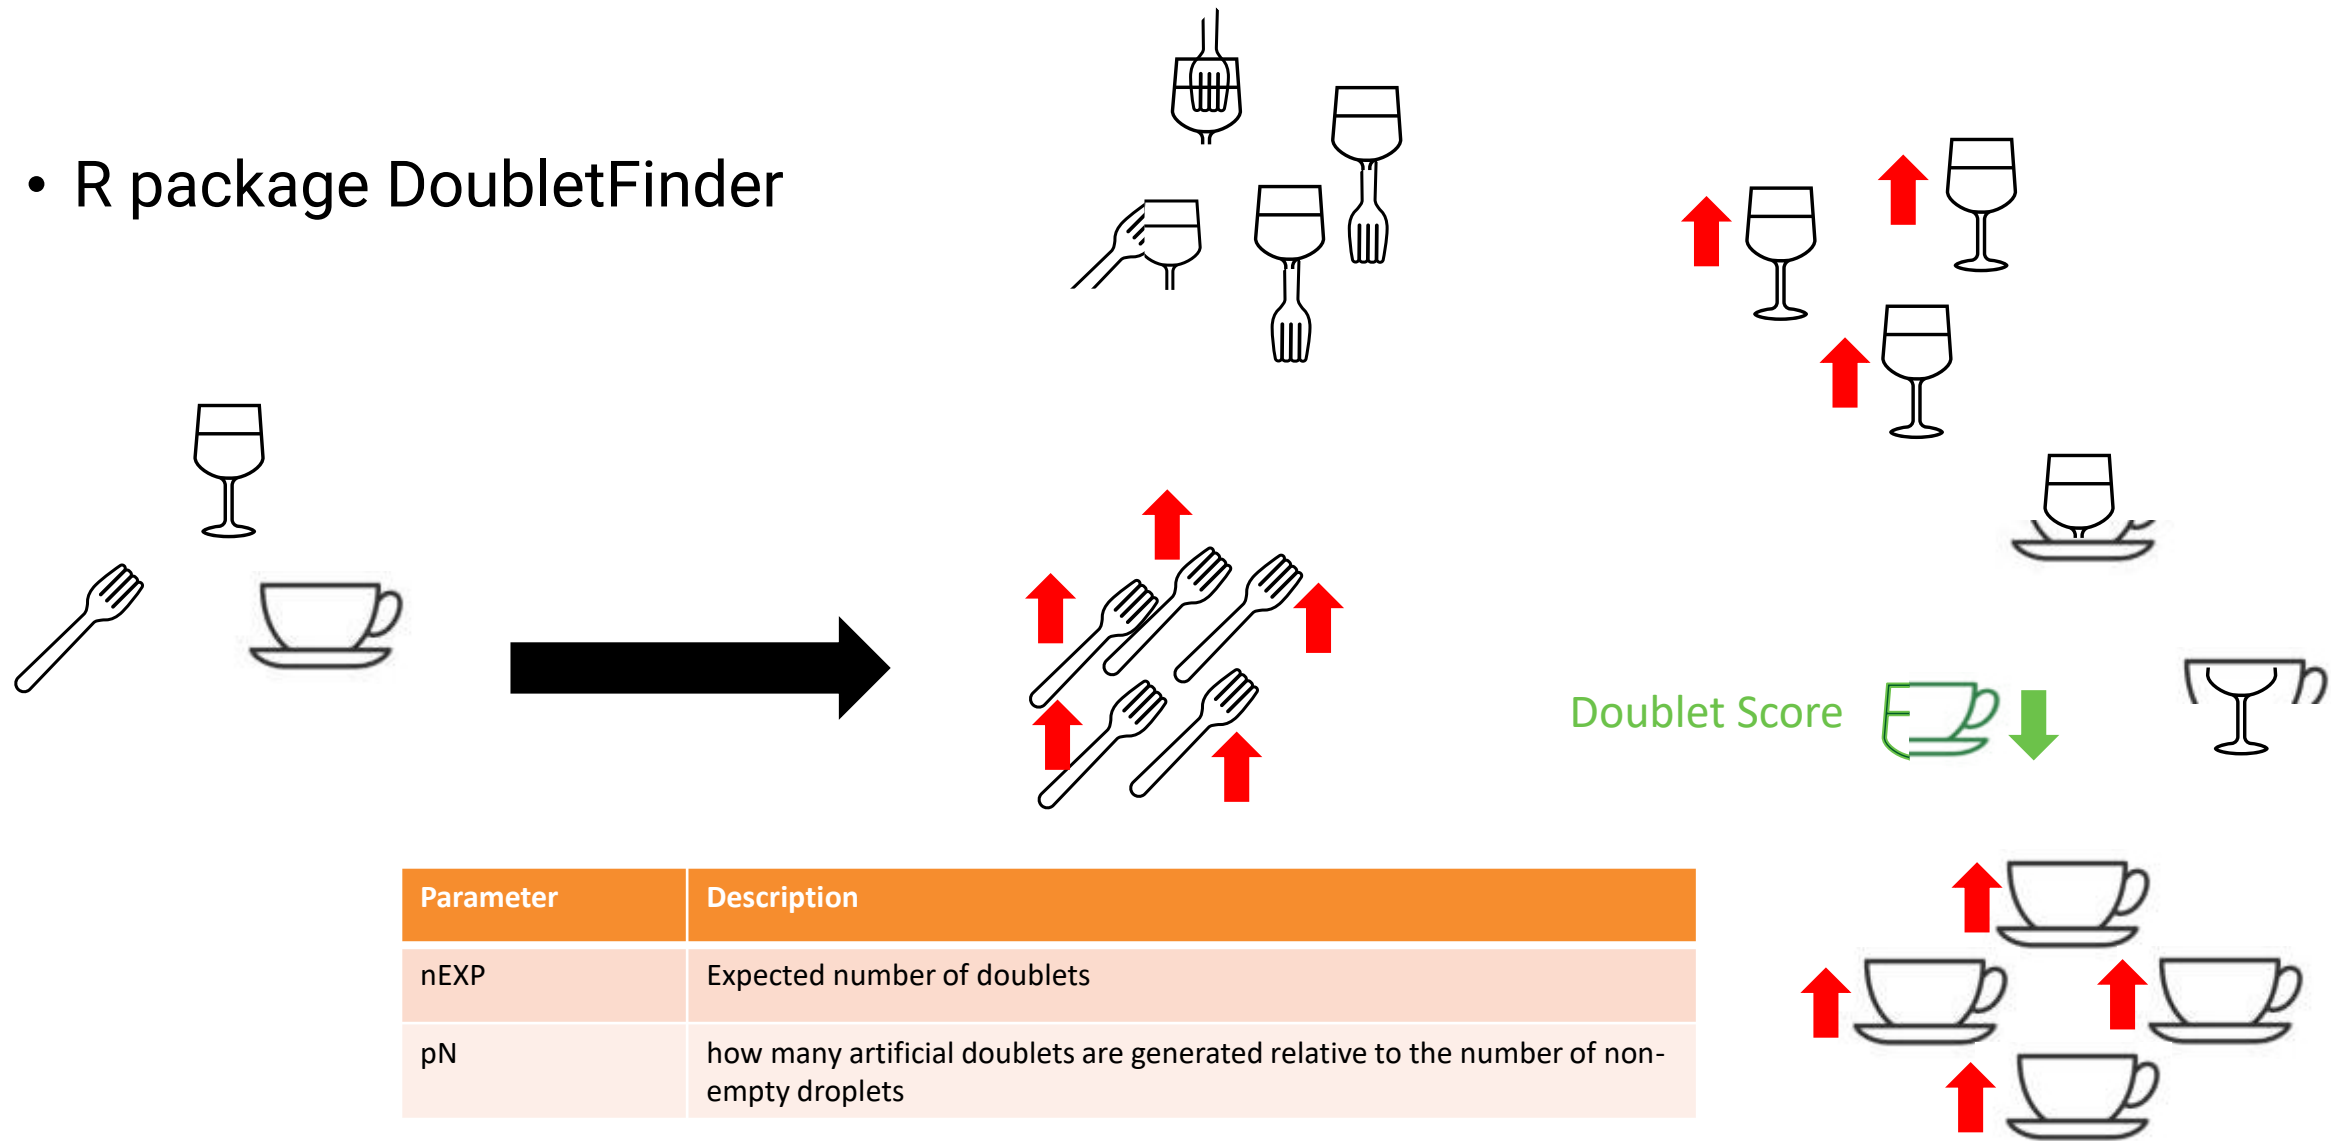 • R package DoubletFinder
Doublet Score
Parameter Description
nEXP Expected number of doublets
pN how many artificial doublets are generated relative to the number of non-
empty droplets